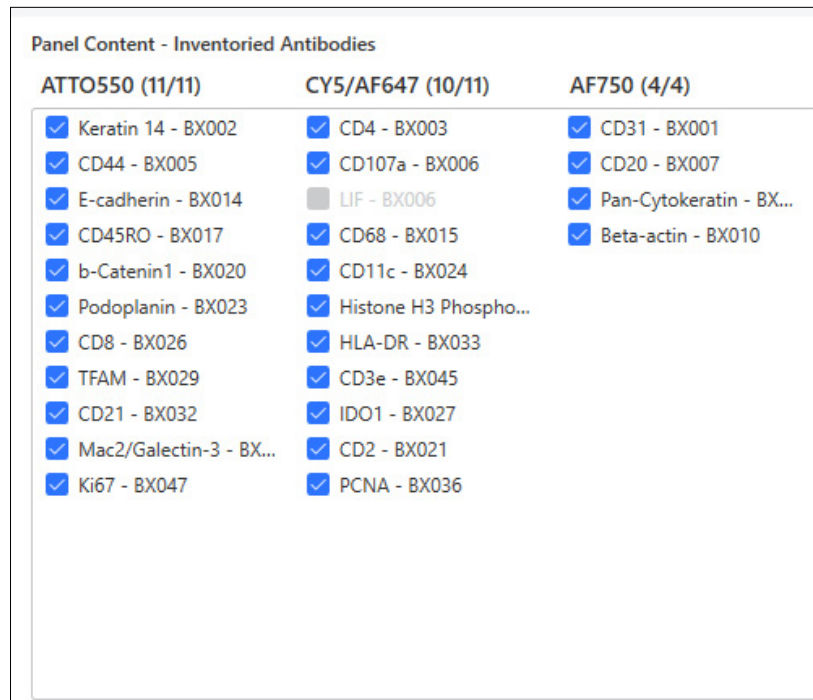 Panel Content - Inventoried Antibodies
ATTO550 (11/11) CY5/AF647 (10/11) AF750 (4/4)
Keratin 14 - BX002 CD4 - BX003 CD31 - BX001
CD44 - BX005 CD107a - BX006 CD20 - BX007
E-cadherin - BX014 LIF - BX006 Pan-Cytokeratin - BX...
CD45RO - BX017 CD68 - BX015 Beta-actin - BX010
b-Catenin1 - BX020 CD11c - BX024
Podoplanin - BX023 Histone H3 Phospho...
CD8 - BX026 HLA-DR - BX033
TFAM - BX029 CD3e - BX045
CD21 - BX032 IDO1 - BX027
Mac2/Galectin-3 - BX... CD2 - BX021
Ki67 - BX047 PCNA - BX036